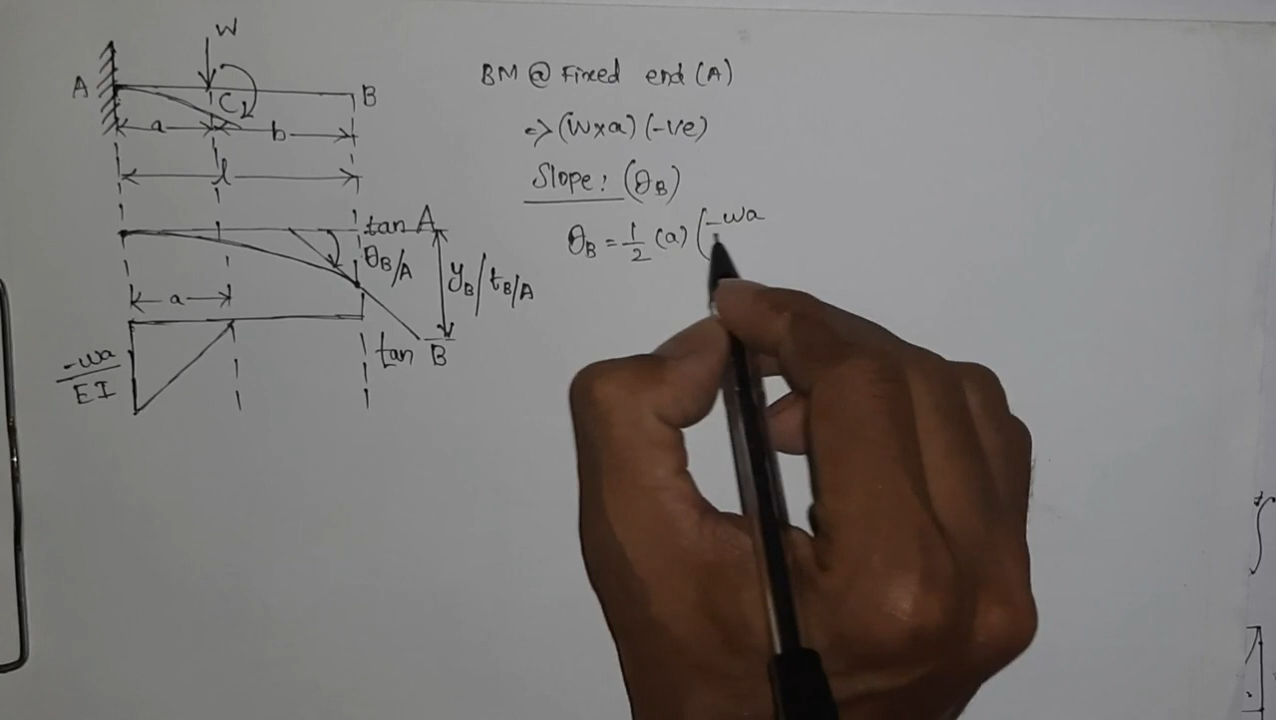 W
A
C
B
a
b
l
tan A
θB/A
yB/tB/A
a
-wa
EI
tan B
BM @ Fixed end (A)
=> (W×a) (-ve)
Slope: (θB)
θB = 1/2 (a) (-wa